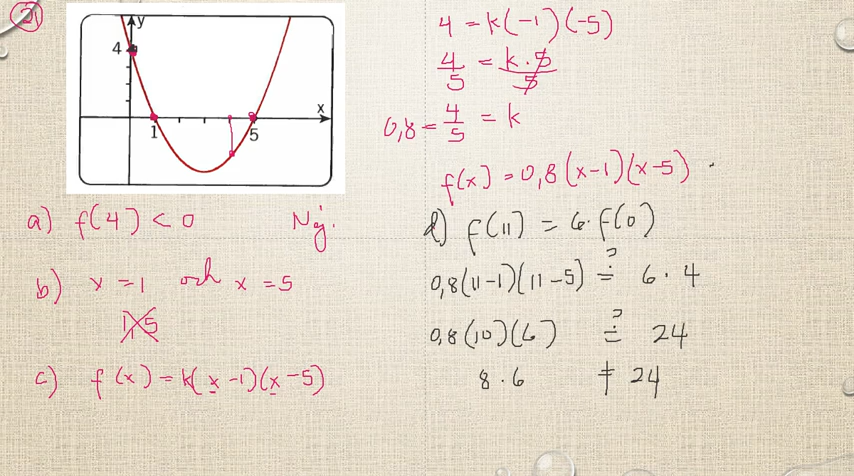 21
y
4
x
1
5
a) f(4) < 0 Nej.
b) x = 1 och x = 5
1,5
c) f(x) = k(x-1)(x-5)
4 = k(-1)(-5)
4/5 = k·5/5
0,8 = 4/5 = k
f(x) = 0,8(x-1)(x-5)
d) f(11) = 6·f(0)
0,8(11-1)(11-5) ≟ 6·4
0,8(10)(6) ≟ 24
8·6 ≠ 24